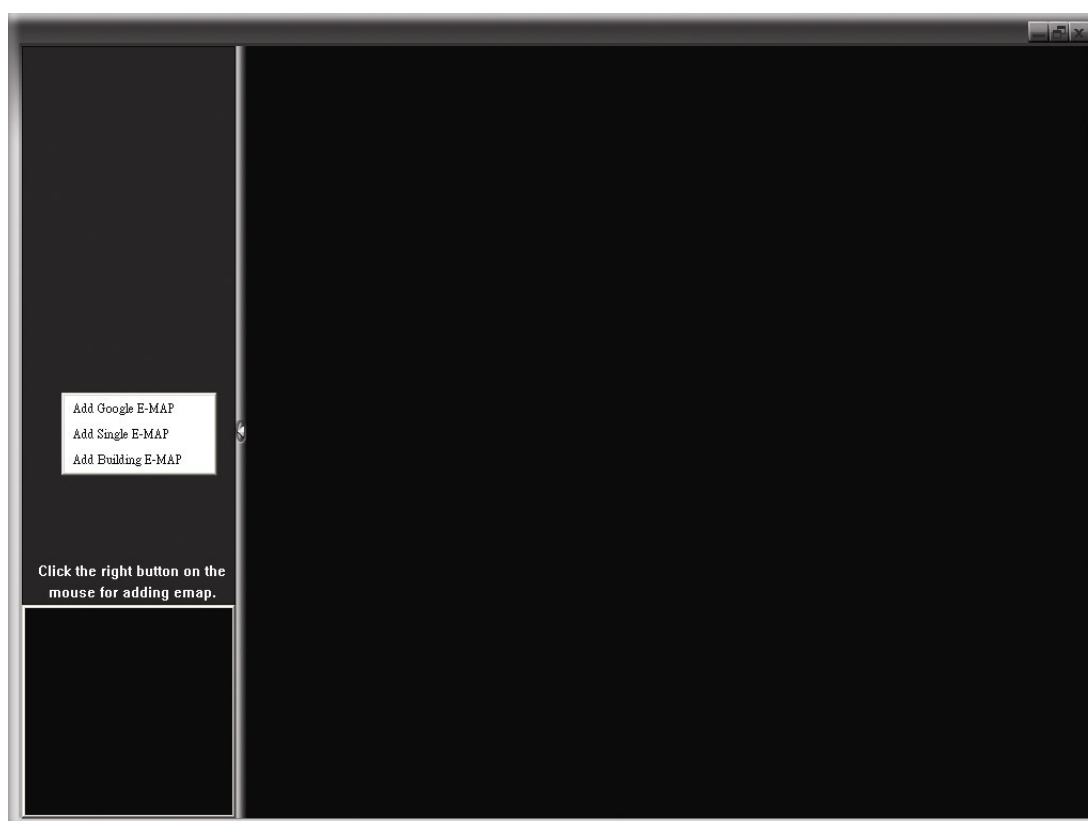 Add Google E-MAP
Add Single E-MAP
Add Building E-MAP
Click the right button on the
mouse for adding emap.